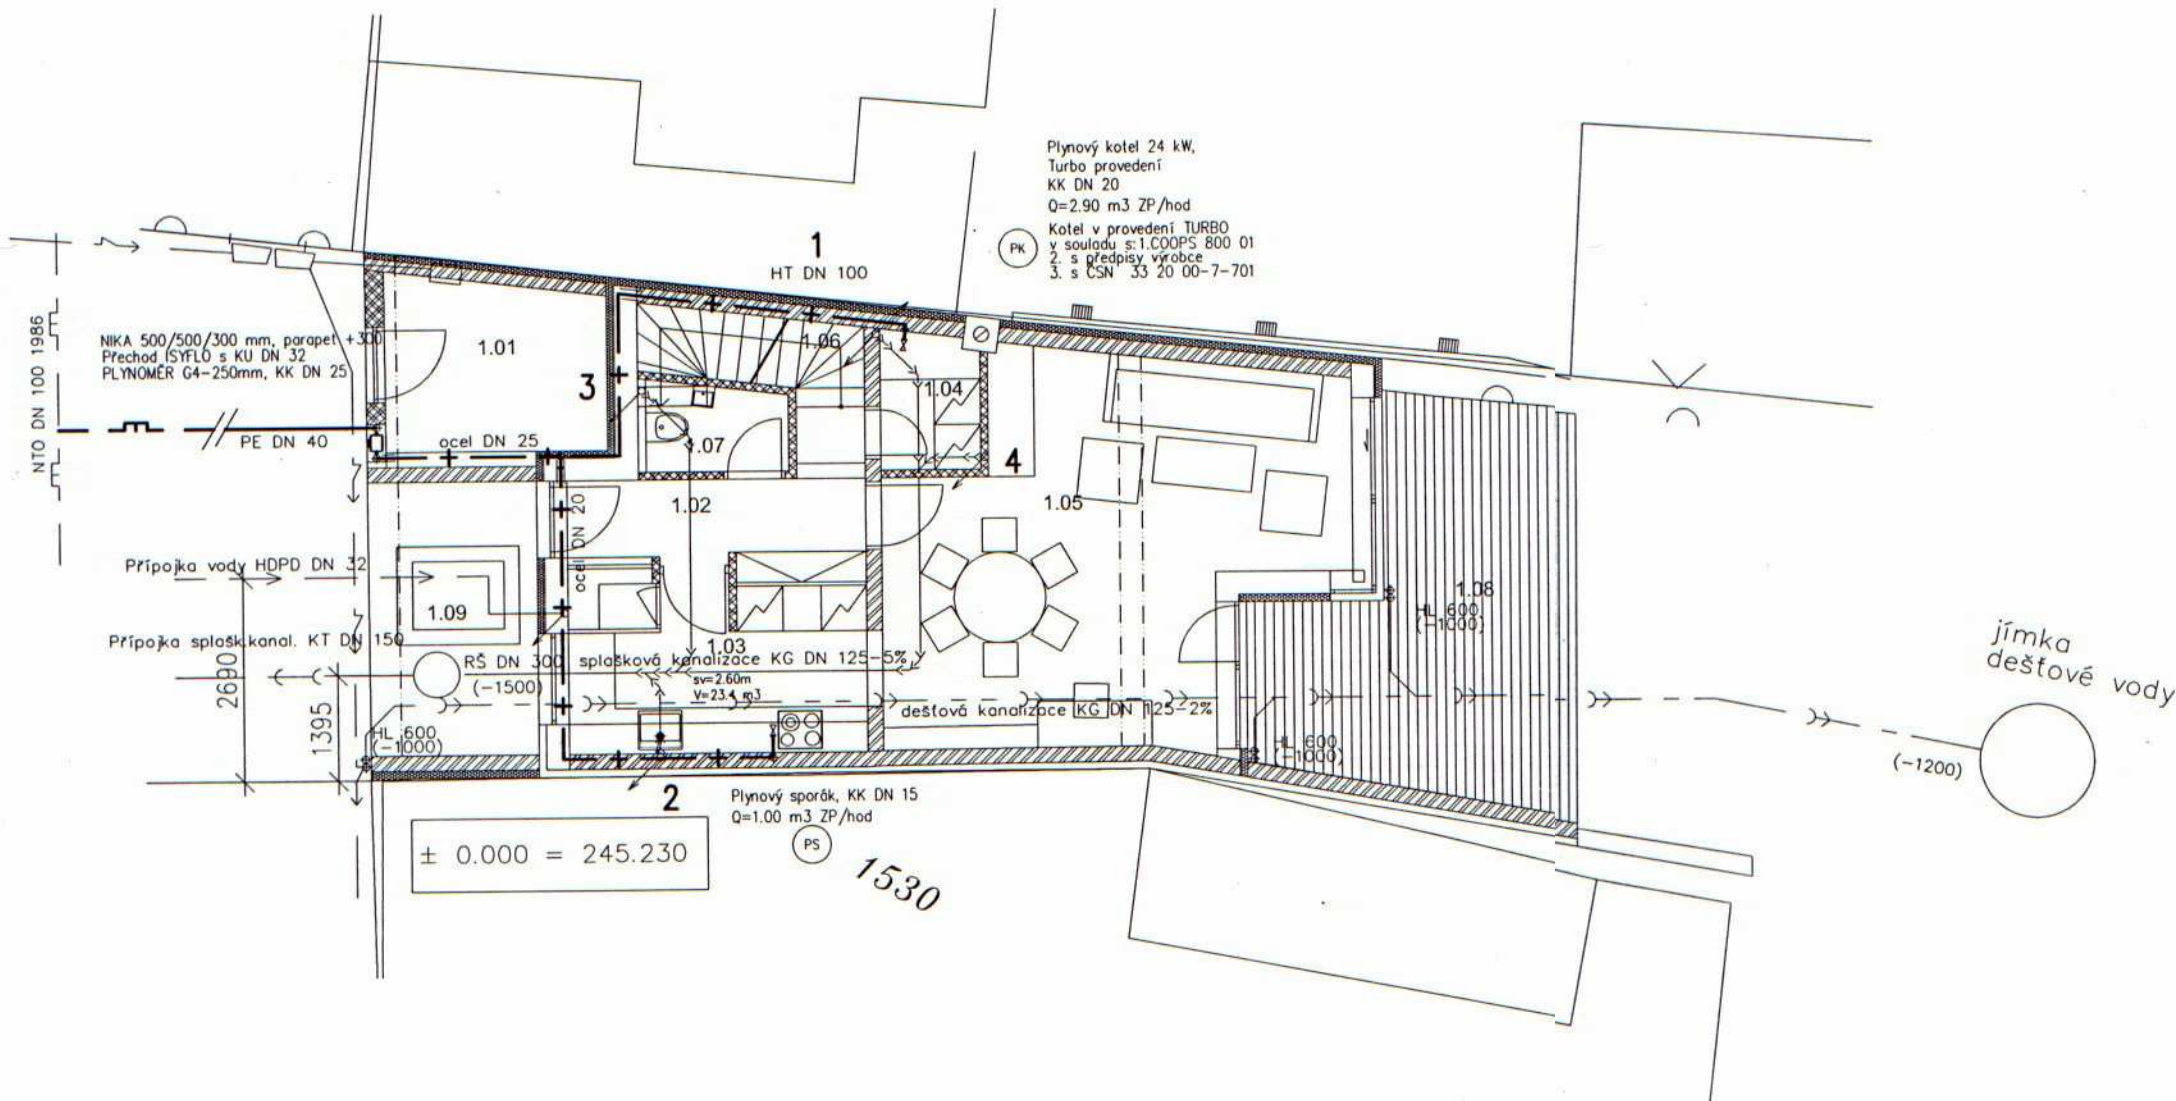 Plynový kotel 24 kW,
Turbo provedení
KK DN 20
Q=2.90 m3 ZP/hod
Kotel v provedení TURBO
v souladu s:1.COOPS 800 01
2. s předpisy výrobce
3. s ČSN 33 20 00-7-701
PK
1
HT DN 100
NTO DN 100 1986
NIKA 500/500/300 mm, parapet +300
Přechod ISYFLO s KU DN 32
PLYNOMĚR G4-250mm, KK DN 25
1.01
1.06
3
1.04
PE DN 40
ocel DN 25
1.07
4
ocel DN 20
1.02
1.05
Přípojka vody HDPD DN 32
1.09
1.08
HL 600
(-1000)
Přípojka splašk.kanal. KT DN 150
1.03
RŠ DN 300
(-1500)
splašková kanalizace KG DN 125-5%
sv=2.60m
V=23.4 m3
2690
1395
dešťová kanalizace KG DN 125-2%
HL 600
(-1000)
HL 600
(-1000)
jímka
dešťové vody
(-1200)
2
Plynový sporák, KK DN 15
Q=1.00 m3 ZP/hod
PS
± 0.000 = 245.230
1530